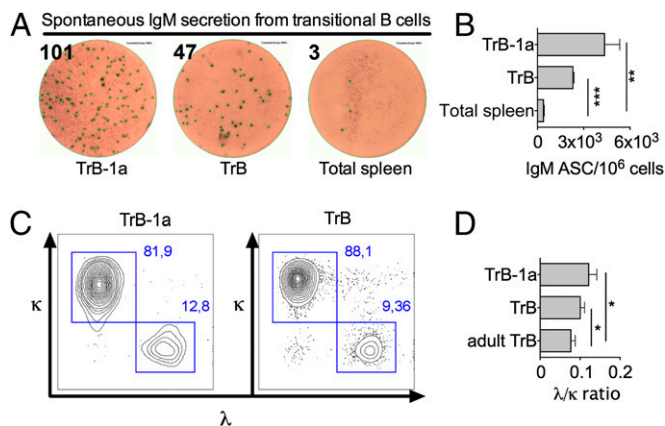 A
Spontaneous IgM secretion from transitional B cells
101
47
3
TrB-1a
TrB
Total spleen
B
TrB-1a
TrB
Total spleen
**
***
0
3x10³
6x10³
IgM ASC/10⁶ cells
C
TrB-1a
TrB
81,9
88,1
12,8
9,36
κ
κ
λ
D
TrB-1a
TrB
adult TrB
*
*
0
0.1
0.2
λ/κ ratio